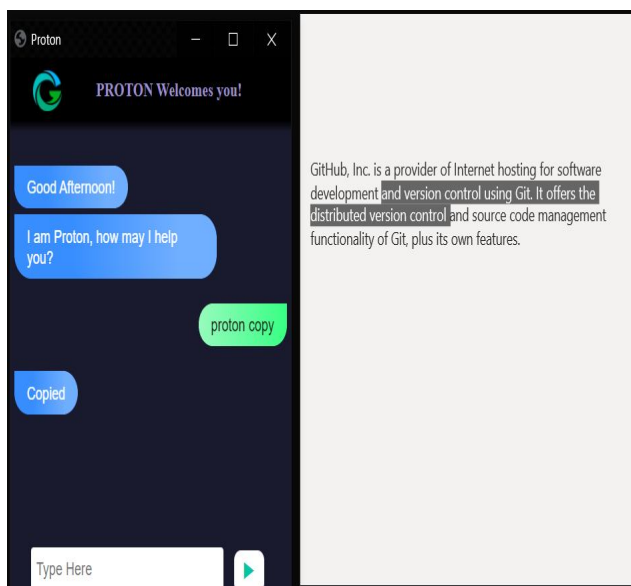 Proton
PROTON Welcomes you!
Good Afternoon!
I am Proton, how may I help
you?
proton copy
Copied
Type Here
GitHub, Inc. is a provider of Internet hosting for software
development and version control using Git. It offers the
distributed version control and source code management
functionality of Git, plus its own features.